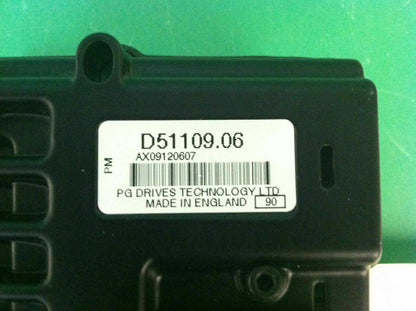 D51109.06
AX09120607
PM
PG DRIVES TECHNOLOGY LTD
MADE IN ENGLAND 90